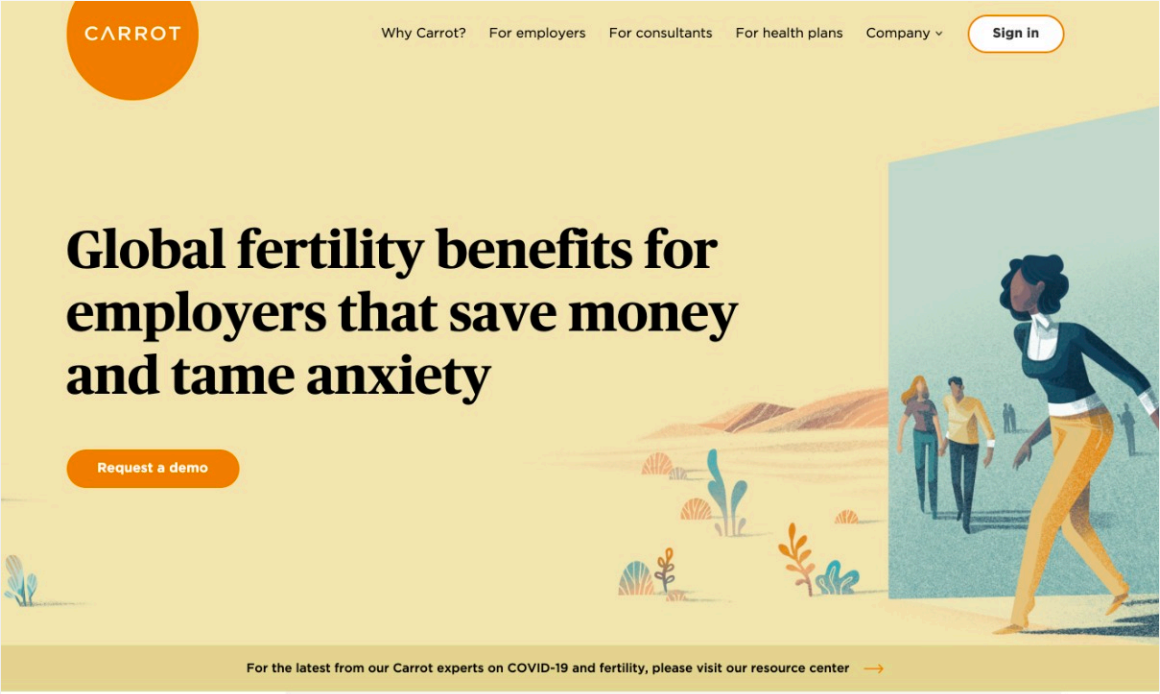 CARROT
Why Carrot?
For employers
For consultants
For health plans
Company
Sign in
Global fertility benefits for
employers that save money
and tame anxiety
Request a demo
For the latest from our Carrot experts on COVID-19 and fertility, please visit our resource center